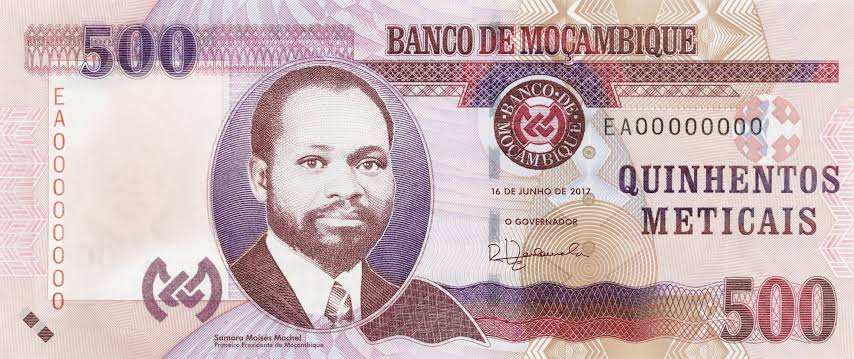 500
BANCO DE MOÇAMBIQUE
EA00000000
BANCO·DE·MOÇAMBIQUE
EA00000000
16 DE JUNHO DE 2017
O GOVERNADOR
QUINHENTOS
METICAIS
500
Samora Moisés Machel
Primeiro Presidente de Moçambique